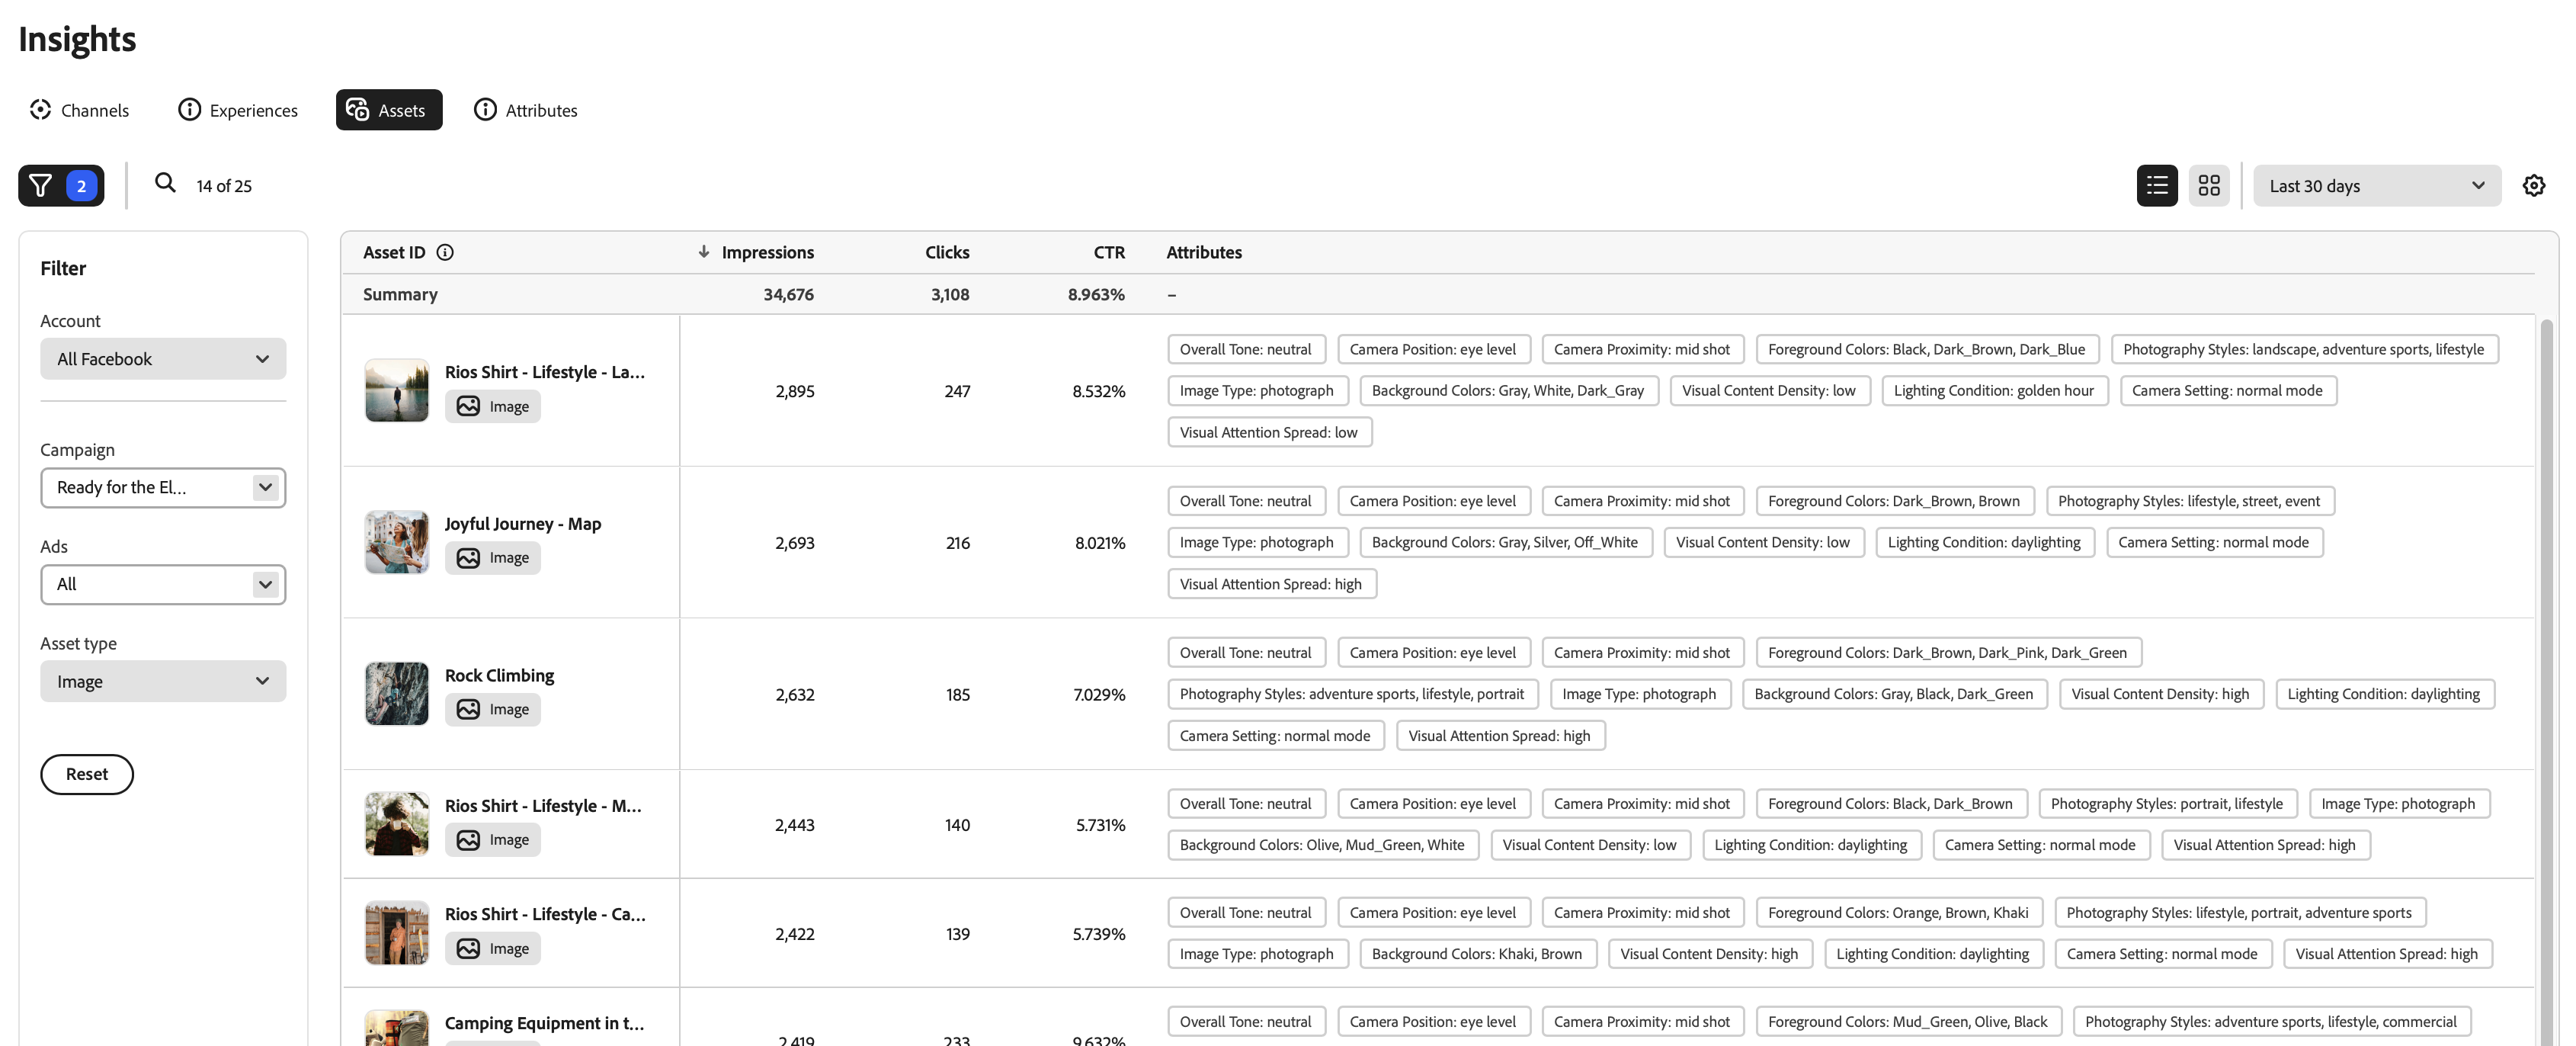 Insights
Channels Experiences Assets Attributes
2 14 of 25 Last 30 days
Filter
Account
All Facebook
Campaign
Ready for the El...
Ads
All
Asset type
Image
Reset
Asset ID Impressions Clicks CTR Attributes
Summary 34,676 3,108 8.963% –
Rios Shirt - Lifestyle - La...
Image
2,895 247 8.532%
Overall Tone: neutral Camera Position: eye level Camera Proximity: mid shot Foreground Colors: Black, Dark_Brown, Dark_Blue Photography Styles: landscape, adventure sports, lifestyle
Image Type: photograph Background Colors: Gray, White, Dark_Gray Visual Content Density: low Lighting Condition: golden hour Camera Setting: normal mode
Visual Attention Spread: low
Joyful Journey - Map
Image
2,693 216 8.021%
Overall Tone: neutral Camera Position: eye level Camera Proximity: mid shot Foreground Colors: Dark_Brown, Brown Photography Styles: lifestyle, street, event
Image Type: photograph Background Colors: Gray, Silver, Off_White Visual Content Density: low Lighting Condition: daylighting Camera Setting: normal mode
Visual Attention Spread: high
Rock Climbing
Image
2,632 185 7.029%
Overall Tone: neutral Camera Position: eye level Camera Proximity: mid shot Foreground Colors: Dark_Brown, Dark_Pink, Dark_Green
Photography Styles: adventure sports, lifestyle, portrait Image Type: photograph Background Colors: Gray, Black, Dark_Green Visual Content Density: high Lighting Condition: daylighting
Camera Setting: normal mode Visual Attention Spread: high
Rios Shirt - Lifestyle - M...
Image
2,443 140 5.731%
Overall Tone: neutral Camera Position: eye level Camera Proximity: mid shot Foreground Colors: Black, Dark_Brown Photography Styles: portrait, lifestyle Image Type: photograph
Background Colors: Olive, Mud_Green, White Visual Content Density: low Lighting Condition: daylighting Camera Setting: normal mode Visual Attention Spread: high
Rios Shirt - Lifestyle - Ca...
Image
2,422 139 5.739%
Overall Tone: neutral Camera Position: eye level Camera Proximity: mid shot Foreground Colors: Orange, Brown, Khaki Photography Styles: lifestyle, portrait, adventure sports
Image Type: photograph Background Colors: Khaki, Brown Visual Content Density: high Lighting Condition: daylighting Camera Setting: normal mode Visual Attention Spread: high
Camping Equipment in t...
2,419 233 9.632%
Overall Tone: neutral Camera Position: eye level Camera Proximity: mid shot Foreground Colors: Mud_Green, Olive, Black Photography Styles: adventure sports, lifestyle, commercial